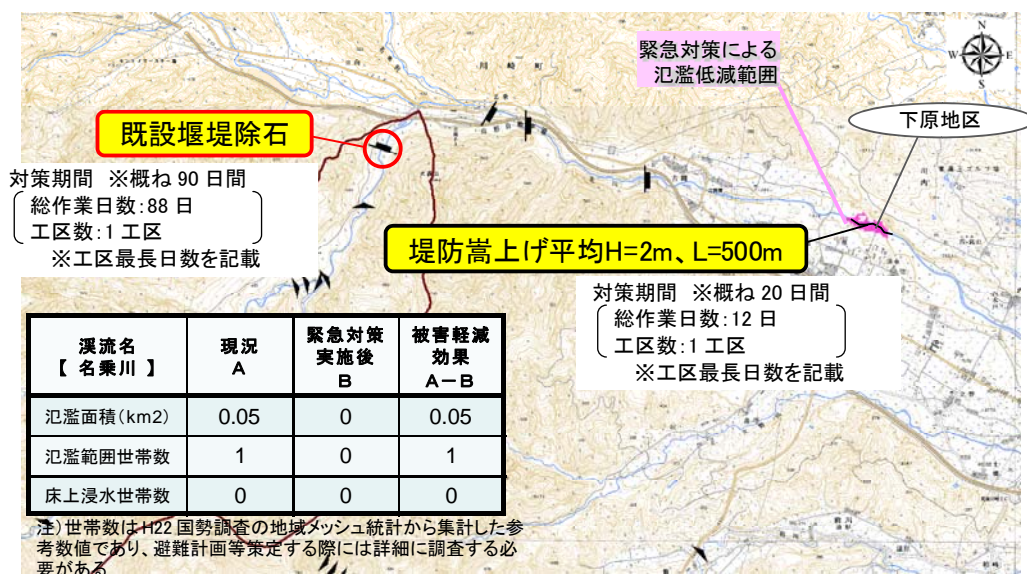 緊急対策による
氾濫低減範囲
N
W
E
S
川 崎 町
下原地区
既設堰堤除石
対策期間 ※概ね 90 日間
総作業日数:88 日
工区数:1 工区
※工区最長日数を記載
堤防嵩上げ平均H=2m、L=500m
対策期間 ※概ね 20 日間
総作業日数:12 日
工区数:1 工区
※工区最長日数を記載
溪流名
【 名乗川 】
現況
A
緊急対策
実施後
B
被害軽減
効果
A-B
氾濫面積(km2) 0.05 0 0.05
氾濫範囲世帯数 1 0 1
床上浸水世帯数 0 0 0
注)世帯数はH22 国勢調査の地域メッシュ統計から集計した参
考数値であり、避難計画等策定する際には詳細に調査する必
要がある